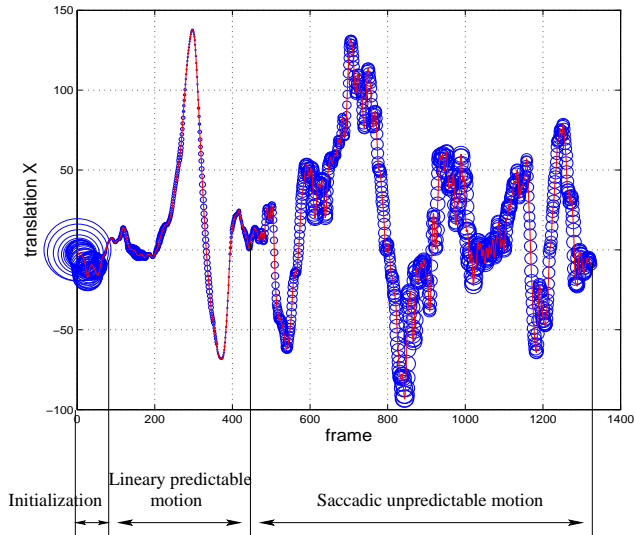 150
100
50
0
−50
−100
translation X
0 200 400 600 800 1000 1200 1400
frame
Lineary predictable
Initialization motion Saccadic unpredictable motion